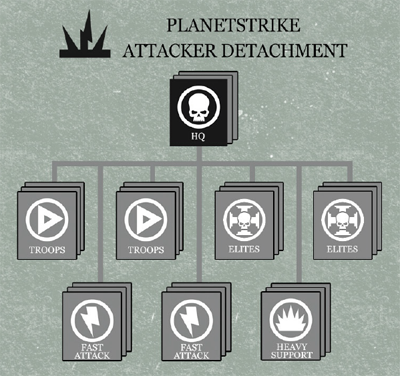 PLANETSTRIKE
ATTACKER DETACHMENT
HQ
TROOPS
TROOPS
ELITES
ELITES
FAST
ATTACK
FAST
ATTACK
HEAVY
SUPPORT